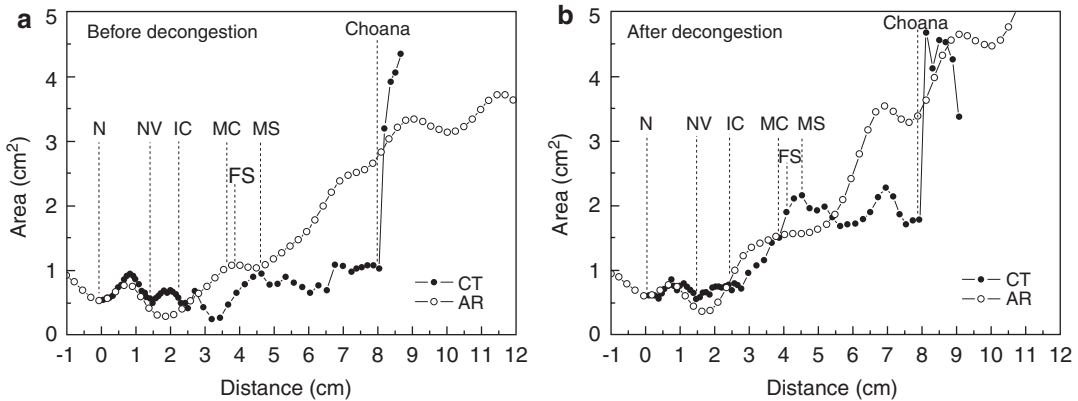 a
Before decongestion
Choana
N NV IC MC MS
FS
Area (cm²)
5
4
3
2
1
0
CT
AR
-1 0 1 2 3 4 5 6 7 8 9 10 11 12
Distance (cm)
b
After decongestion
Choana
N NV IC MC MS
FS
Area (cm²)
5
4
3
2
1
0
CT
AR
-1 0 1 2 3 4 5 6 7 8 9 10 11 12
Distance (cm)